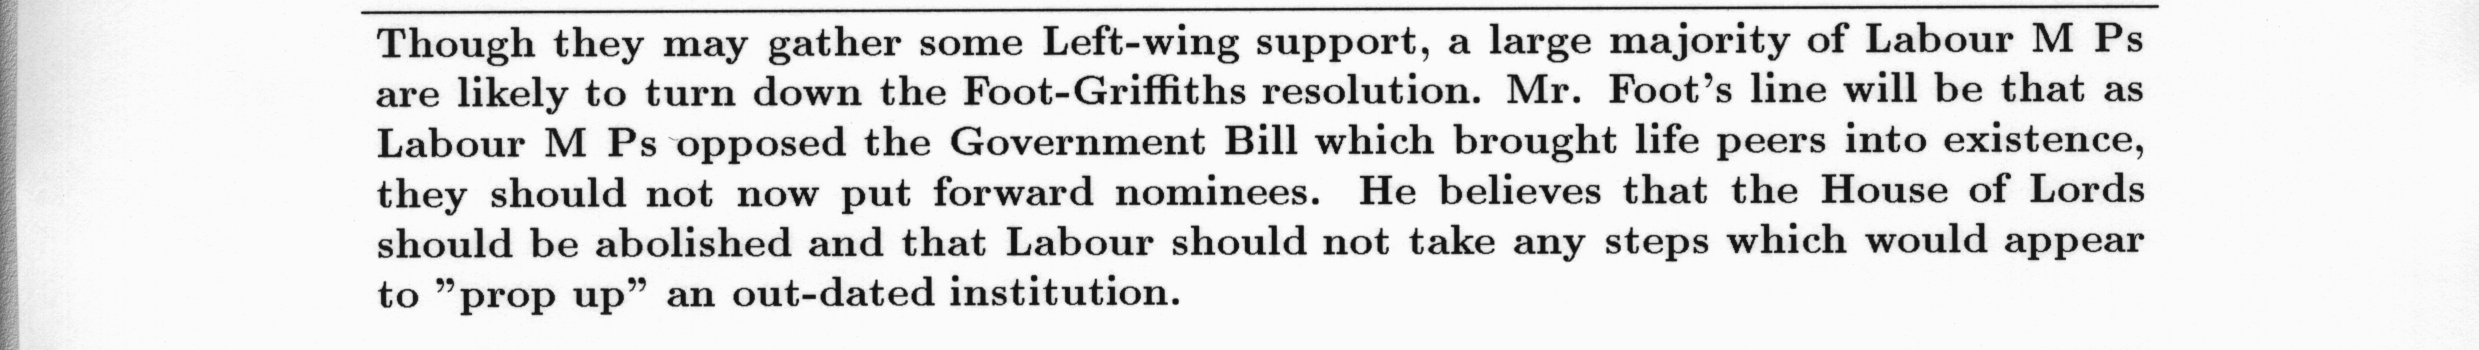 Though they may gather some Left-wing support, a large majority of Labour M Ps
are likely to turn down the Foot-Griffiths resolution. Mr. Foot's line will be that as
Labour M Ps opposed the Government Bill which brought life peers into existence,
they should not now put forward nominees. He believes that the House of Lords
should be abolished and that Labour should not take any steps which would appear
to ”prop up” an out-dated institution.